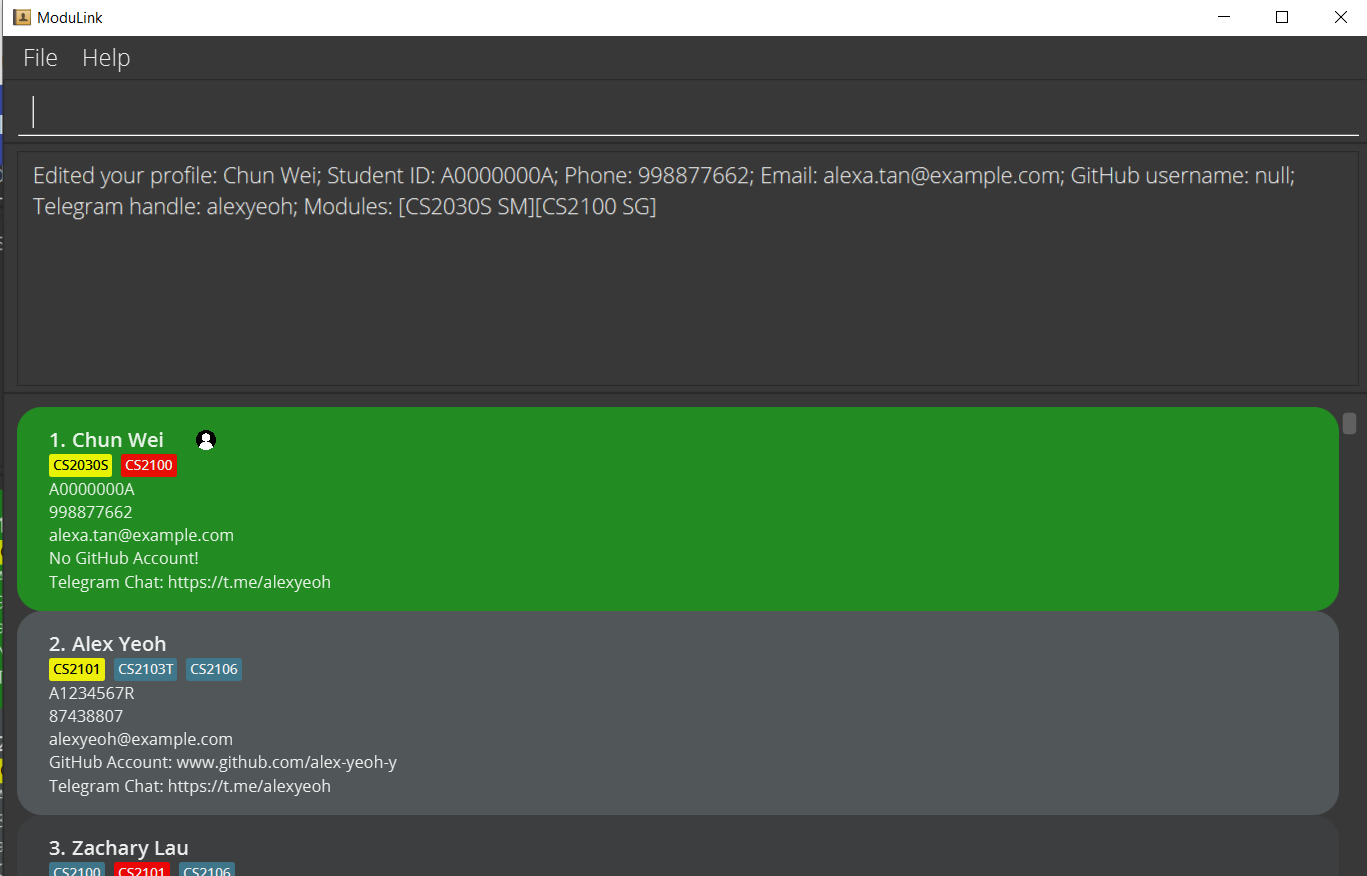 ModuLink
File Help
Edited your profile: Chun Wei; Student ID: A0000000A; Phone: 998877662; Email: alexa.tan@example.com; GitHub username: null;
Telegram handle: alexyeoh; Modules: [CS2030S SM][CS2100 SG]
1. Chun Wei
CS2030S CS2100
A0000000A
998877662
alexa.tan@example.com
No GitHub Account!
Telegram Chat: https://t.me/alexyeoh
2. Alex Yeoh
CS2101 CS2103T CS2106
A1234567R
87438807
alexyeoh@example.com
GitHub Account: www.github.com/alex-yeoh-y
Telegram Chat: https://t.me/alexyeoh
3. Zachary Lau
CS2100 CS2101 CS2106